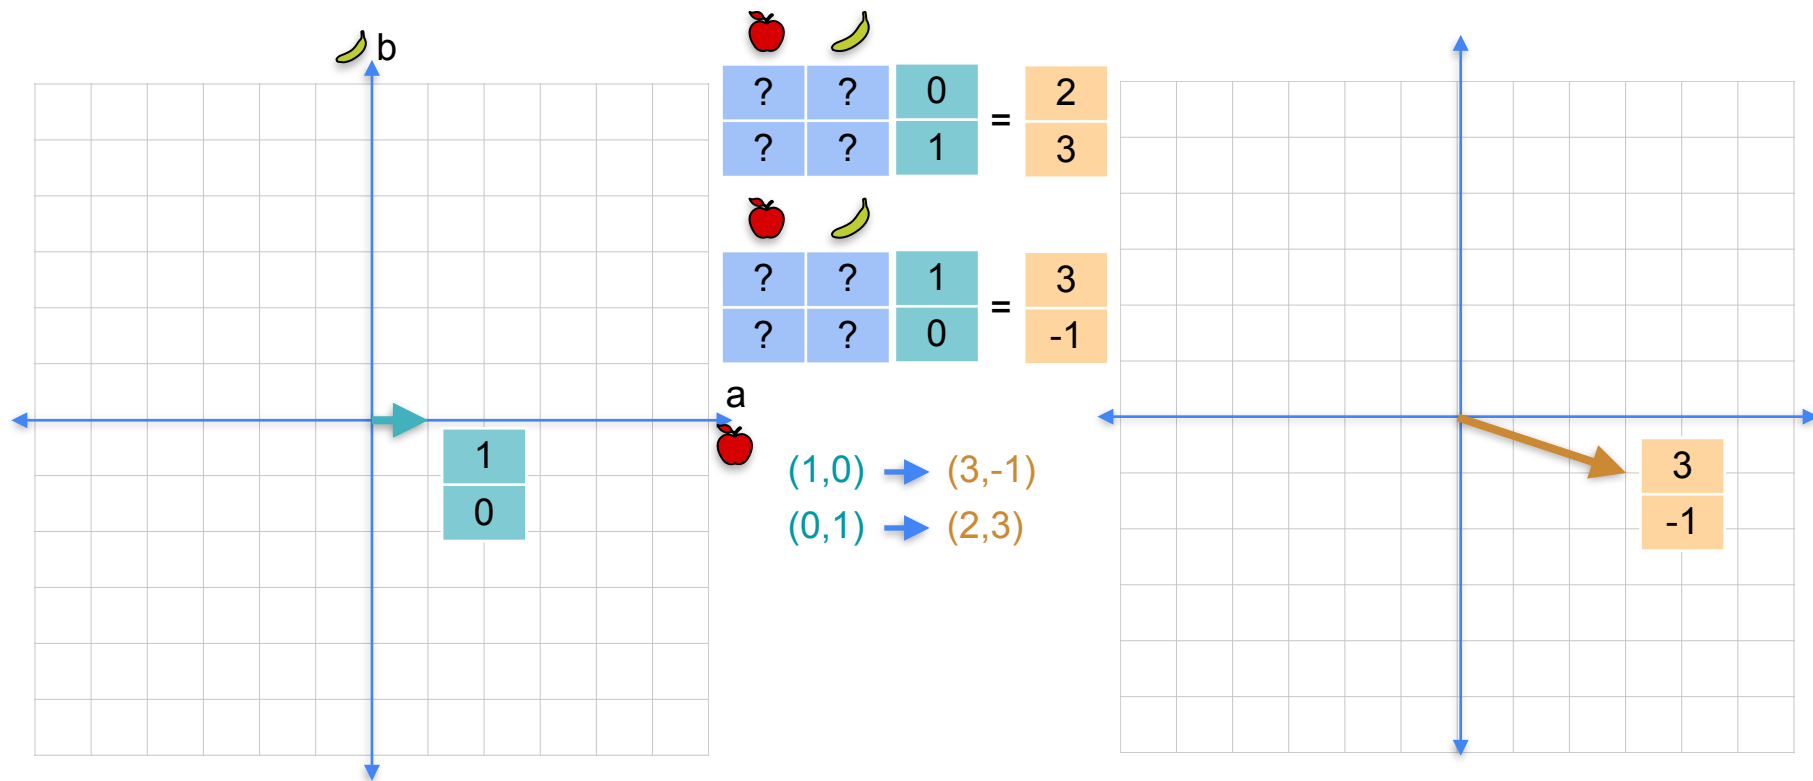 b
? ? 0 = 2
? ? 1 3
? ? 1 = 3
? ? 0 -1
a
1
0
(1,0) (3,-1)
(0,1) (2,3)
3
-1